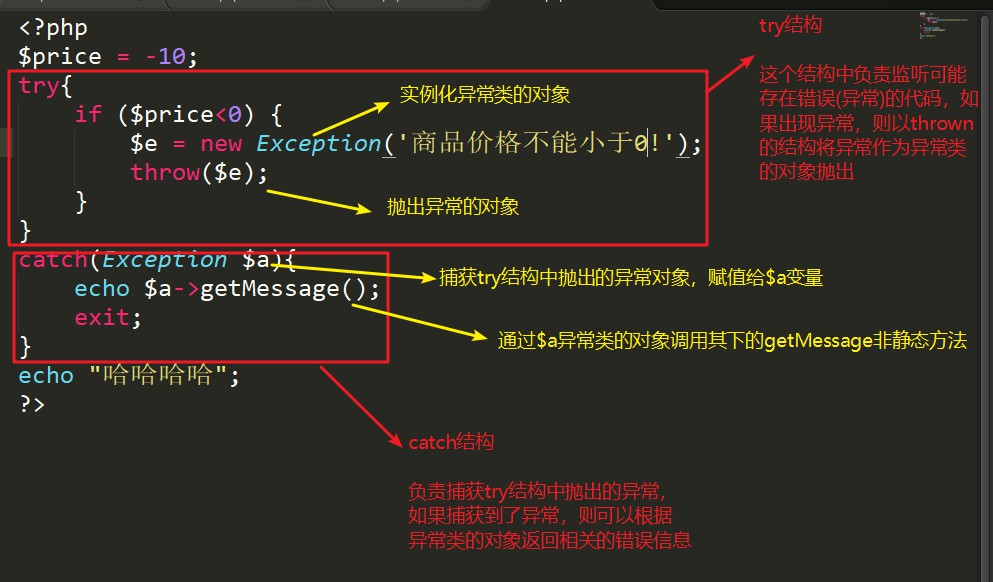 <?php
$price = -10;
try{
if ($price<0) {
$e = new Exception('商品价格不能小于0!');
throw($e);
}
}
catch(Exception $a){
echo $a->getMessage();
exit;
}
echo "哈哈哈哈";
?>
实例化异常类的对象
抛出异常的对象
捕获try结构中抛出的异常对象，赋值给$a变量
通过$a异常类的对象调用其下的getMessage非静态方法
try结构
这个结构中负责监听可能
存在错误(异常)的代码，如
果出现异常，则以thrown
的结构将异常作为异常类
的对象抛出
catch结构
负责捕获try结构中抛出的异常，
如果捕获到了异常，则可以根据
异常类的对象返回相关的错误信息